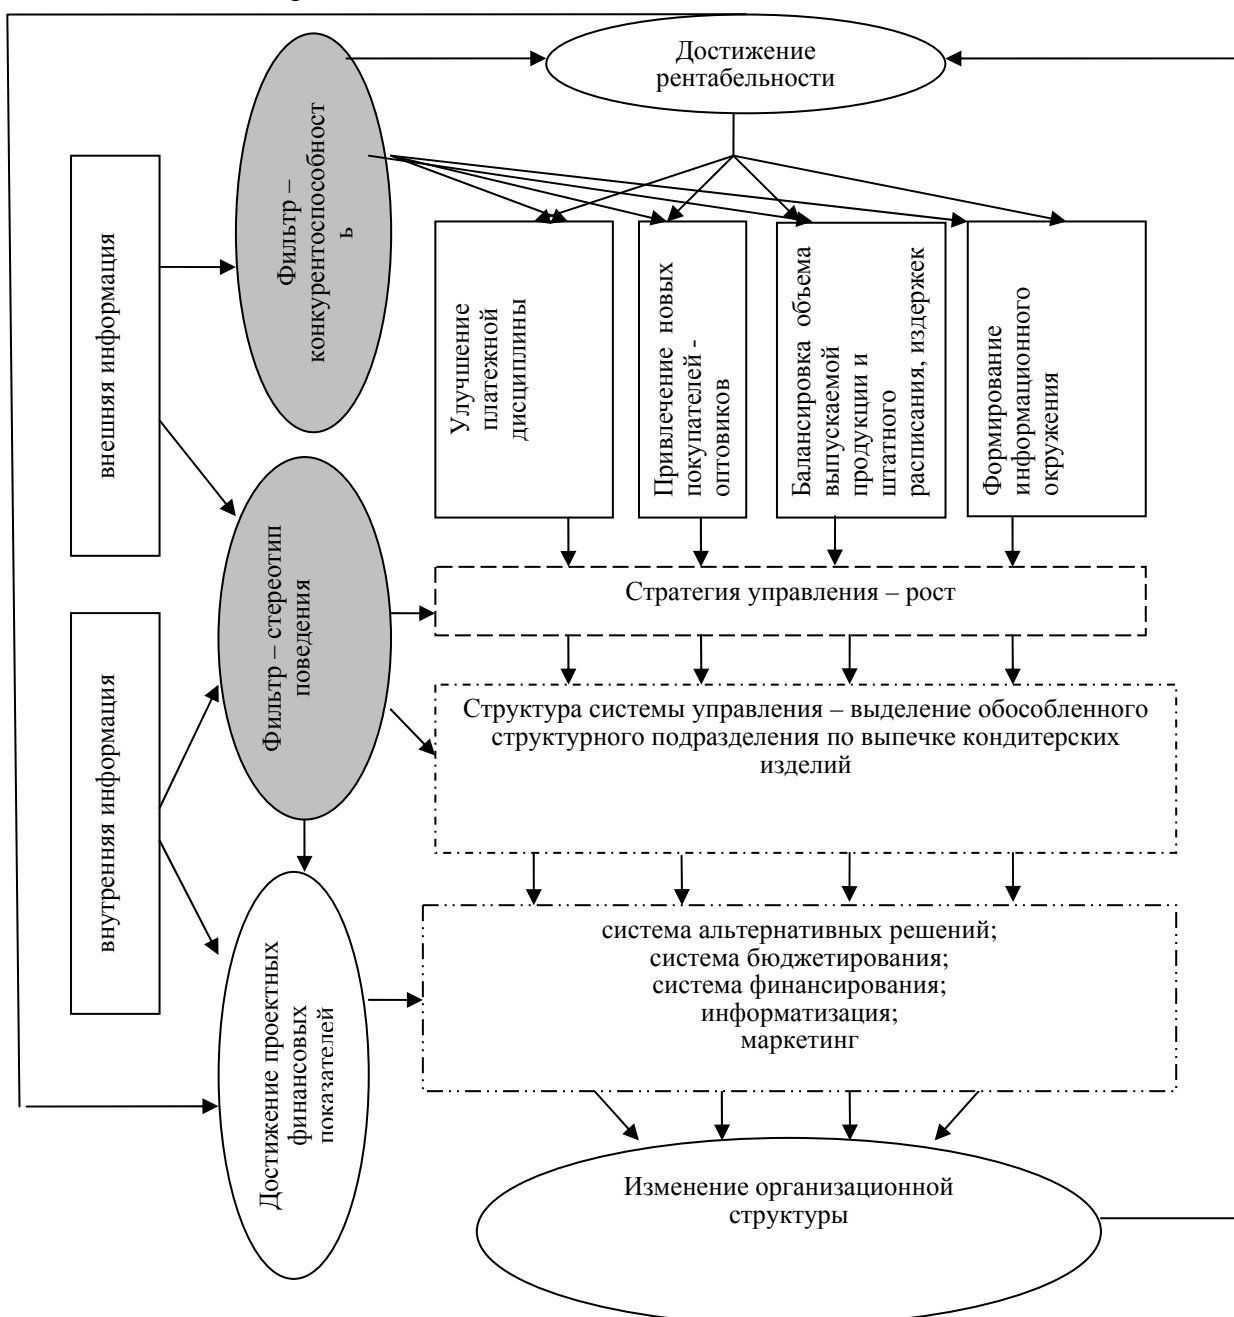 Достижение
рентабельности
Фильтр –
конкурентоспособност
ь
внешняя информация
Улучшение
платежной
дисциплины
Привлечение новых
покупателей -
оптовиков
Балансировка объема
выпускаемой
продукции и
штатного
расписания, издержек
Формирование
информационного
окружения
Фильтр – стереотип
поведения
Стратегия управления – рост
внутренняя информация
Структура системы управления – выделение обособленного
структурного подразделения по выпечке кондитерских
изделий
Достижение проектных
финансовых
показателей
система альтернативных решений;
система бюджетирования;
система финансирования;
информатизация;
маркетинг
Изменение организационной
структуры